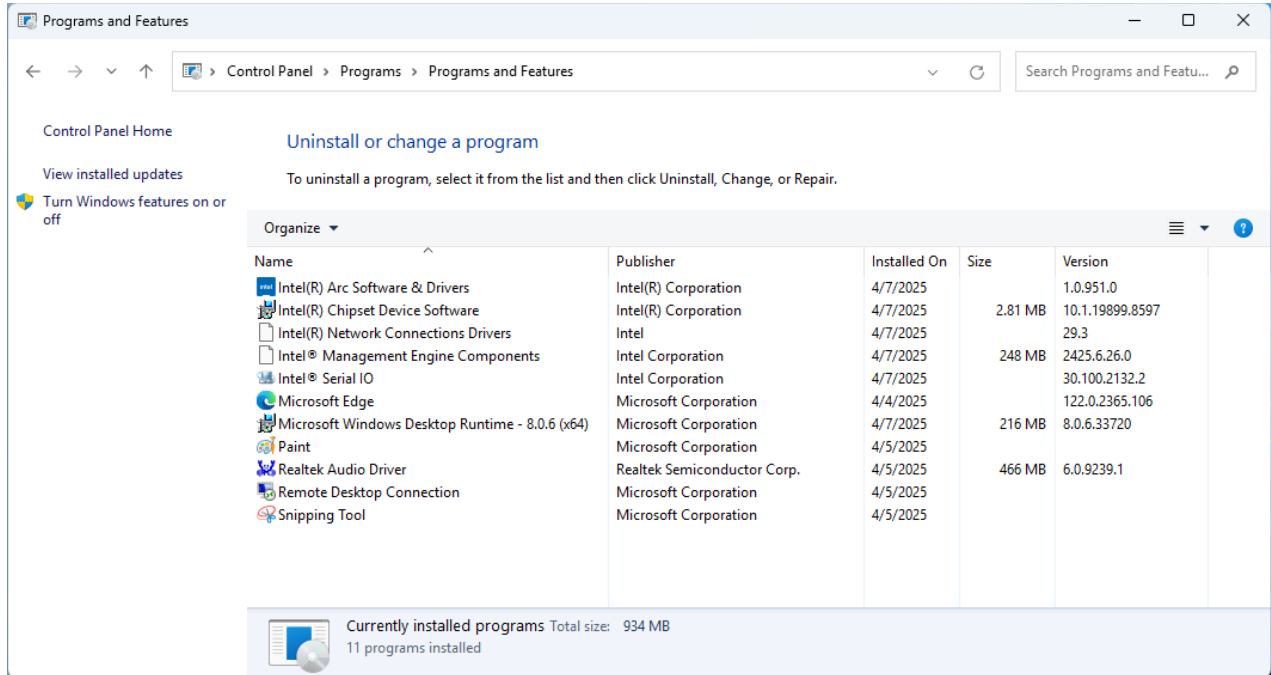 Programs and Features
Control Panel > Programs > Programs and Features
Search Programs and Featu...
Control Panel Home
View installed updates
Turn Windows features on or
off
Uninstall or change a program
To uninstall a program, select it from the list and then click Uninstall, Change, or Repair.
Organize
?
Name Publisher Installed On Size Version
intel Intel(R) Arc Software & Drivers Intel(R) Corporation 4/7/2025 1.0.951.0
Intel(R) Chipset Device Software Intel(R) Corporation 4/7/2025 2.81 MB 10.1.19899.8597
Intel(R) Network Connections Drivers Intel 4/7/2025 29.3
Intel® Management Engine Components Intel Corporation 4/7/2025 248 MB 2425.6.26.0
Intel® Serial IO Intel Corporation 4/7/2025 30.100.2132.2
Microsoft Edge Microsoft Corporation 4/4/2025 122.0.2365.106
Microsoft Windows Desktop Runtime - 8.0.6 (x64) Microsoft Corporation 4/7/2025 216 MB 8.0.6.33720
Paint Microsoft Corporation 4/5/2025
Realtek Audio Driver Realtek Semiconductor Corp. 4/5/2025 466 MB 6.0.9239.1
Remote Desktop Connection Microsoft Corporation 4/5/2025
Snipping Tool Microsoft Corporation 4/5/2025
Currently installed programs Total size: 934 MB
11 programs installed